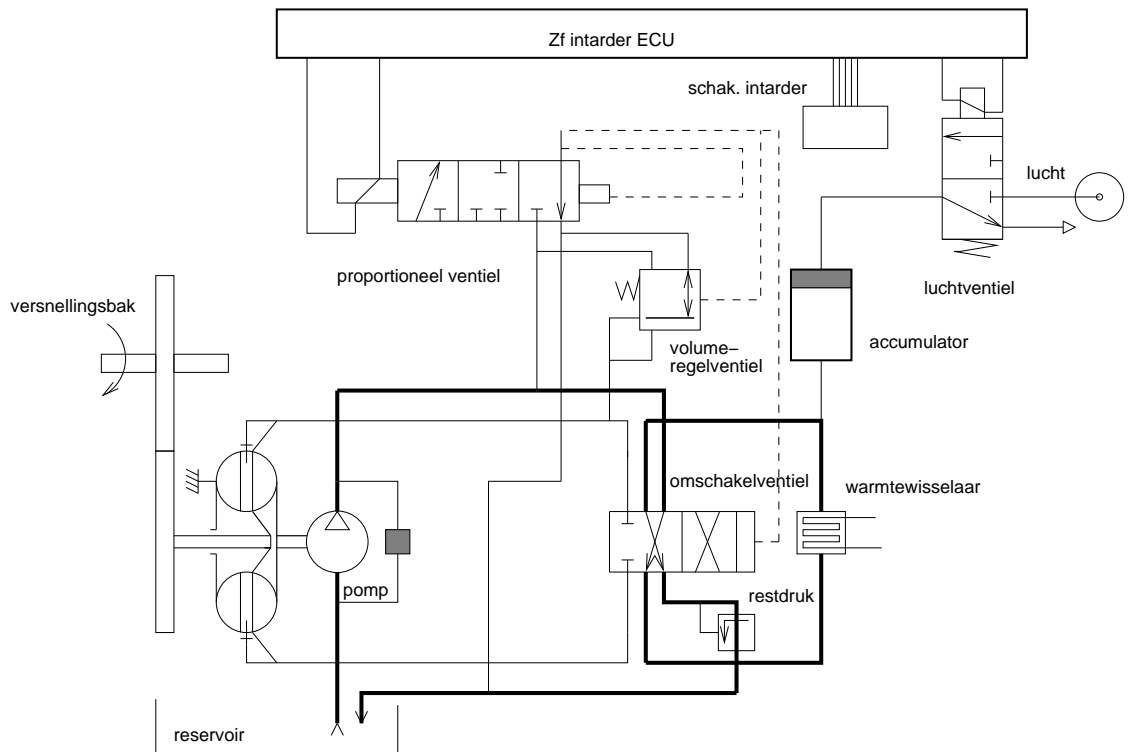 Zf intarder ECU
schak. intarder
lucht
proportioneel ventiel
luchtventiel
versnellingsbak
volume–
regelventiel
accumulator
omschakelventiel
warmtewisselaar
pomp
restdruk
reservoir